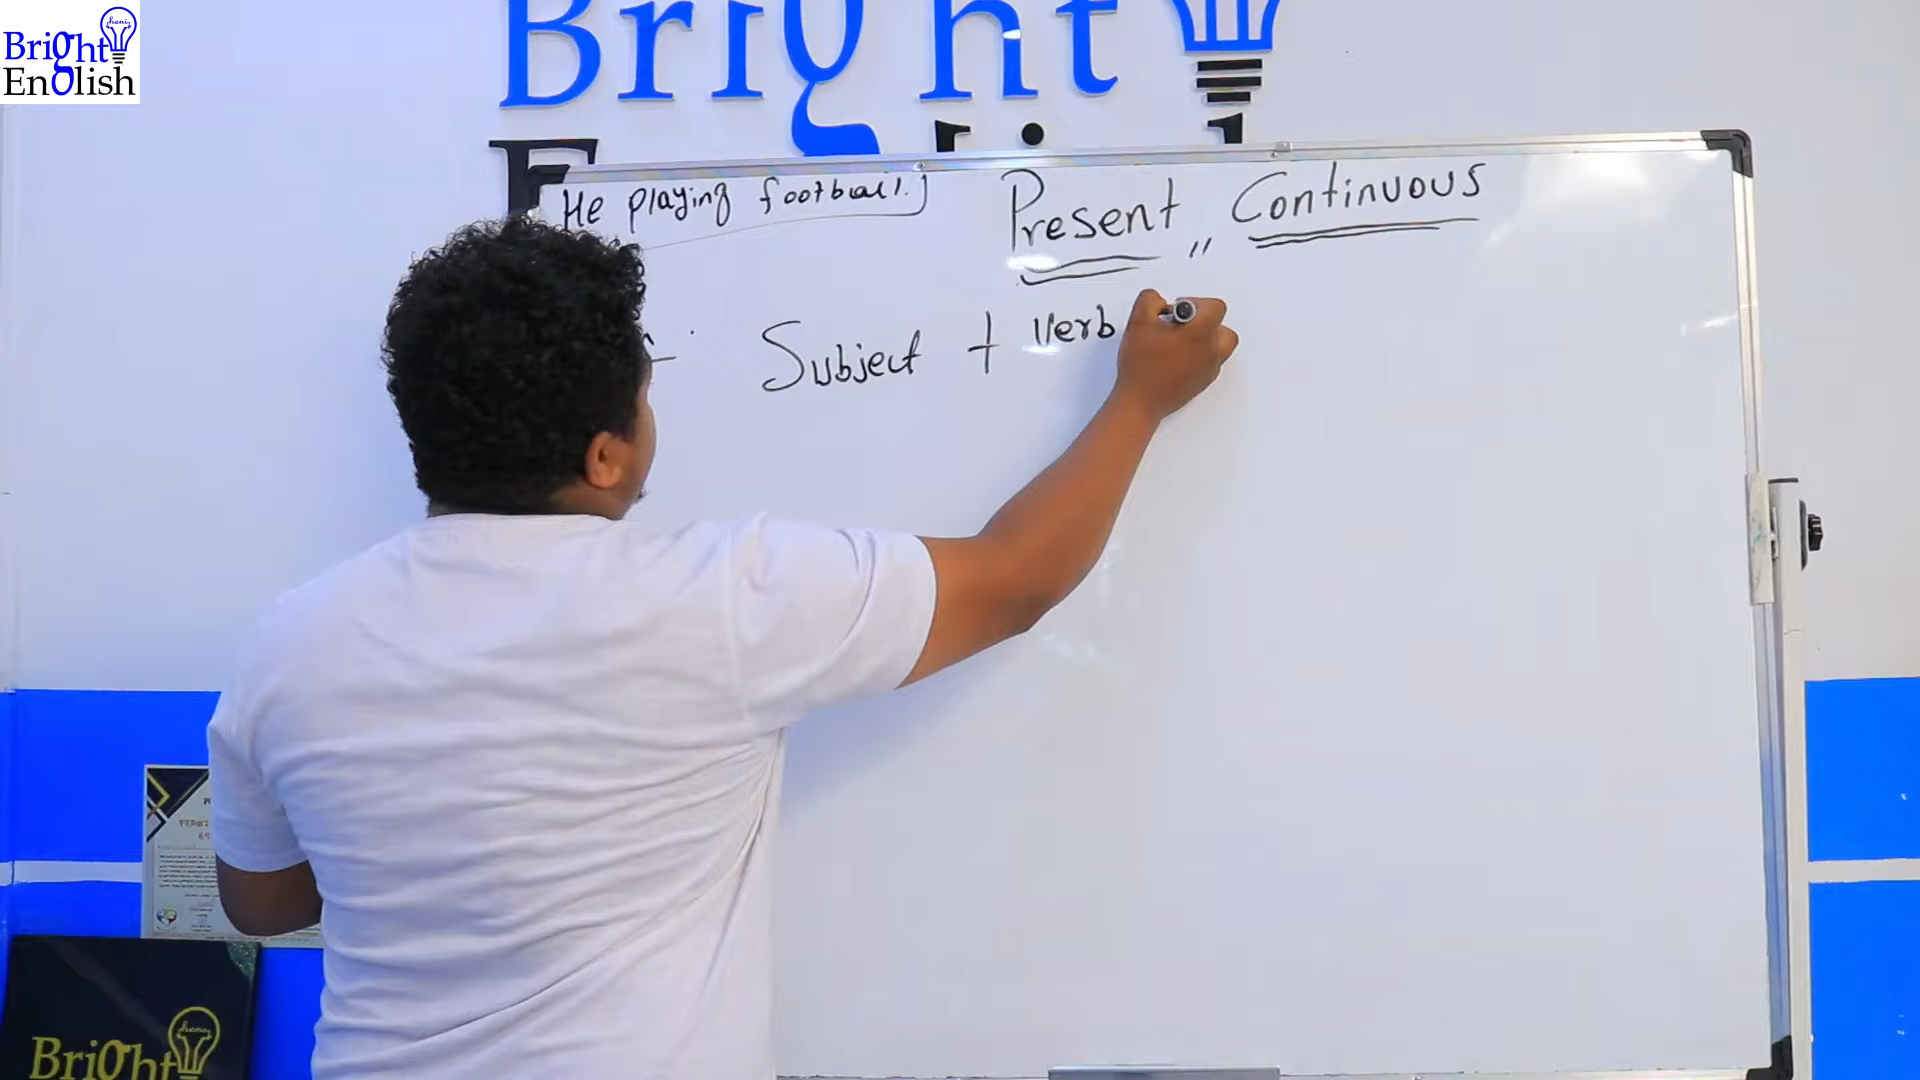 Bright
English
Bright
He playing football.
Present Continuous
Subject + Verb
Bright